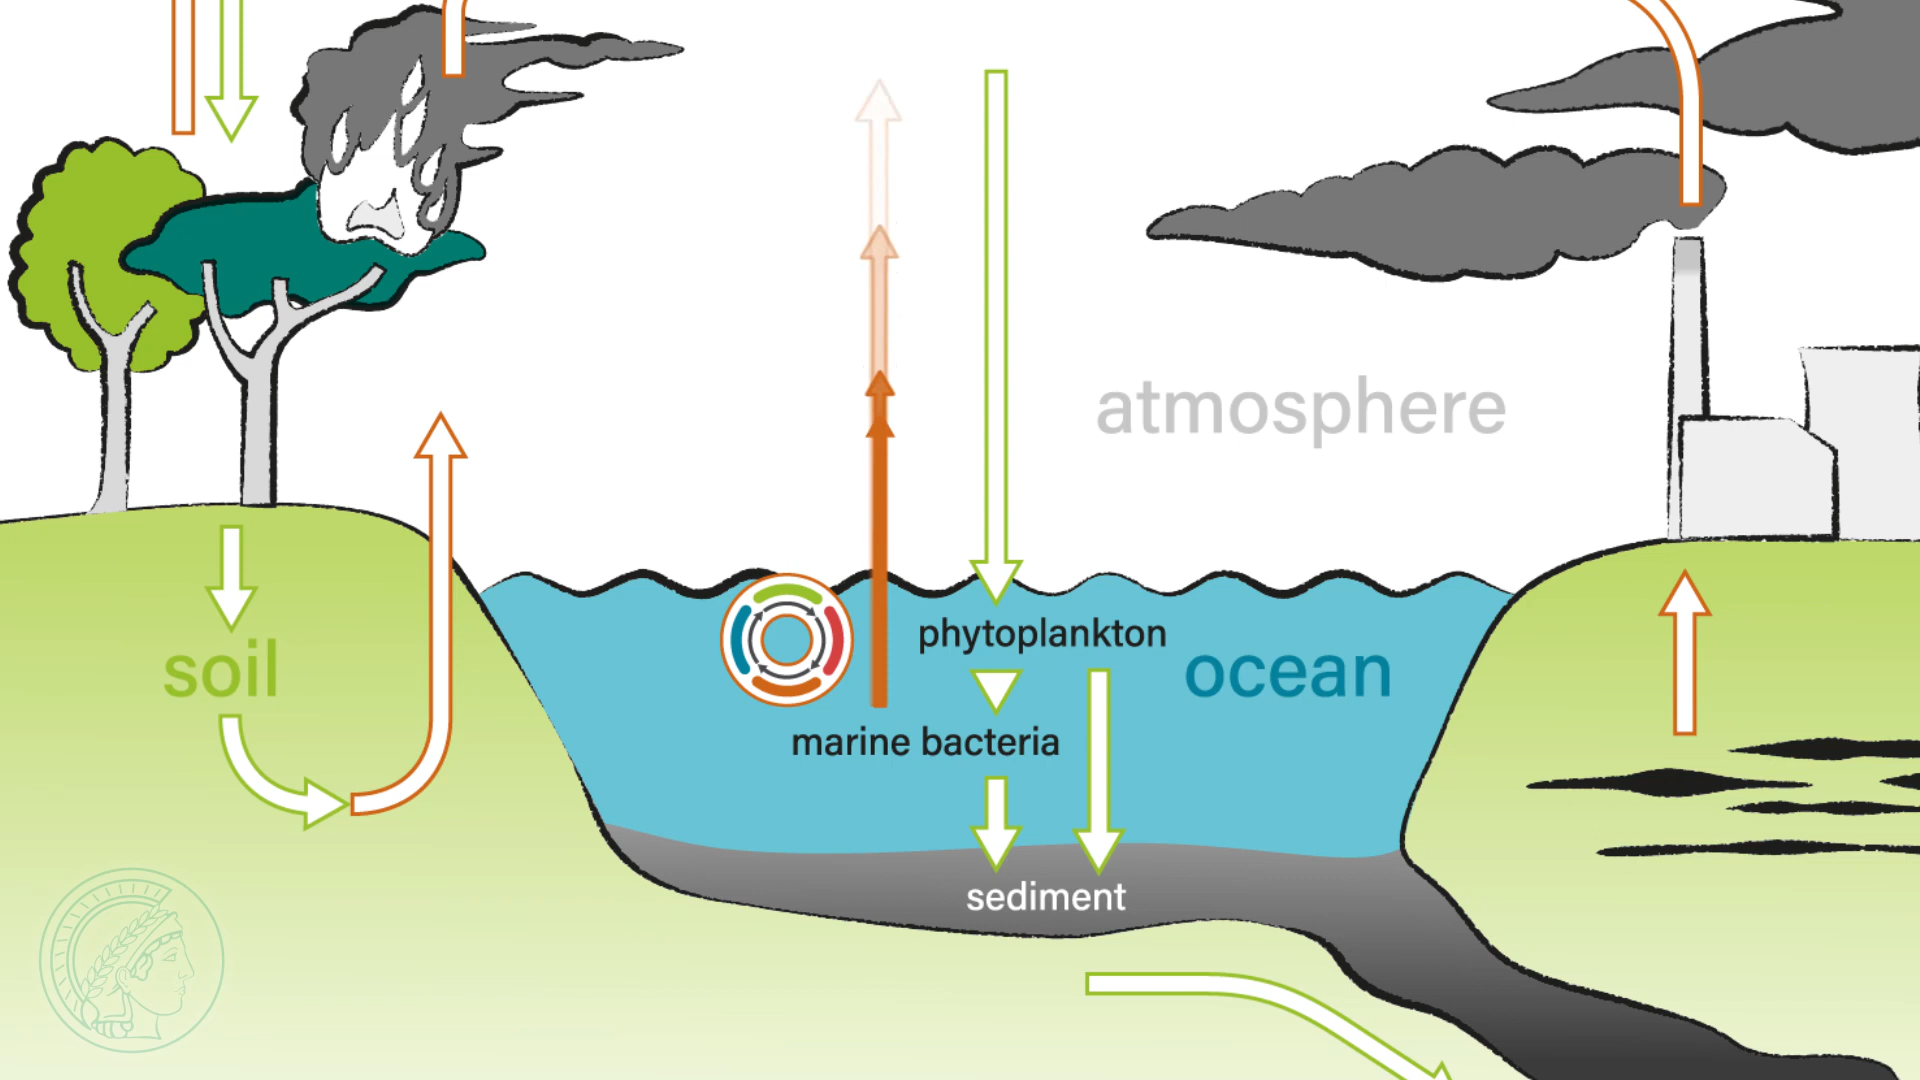 atmosphere
phytoplankton
soil
ocean
marine bacteria
sediment